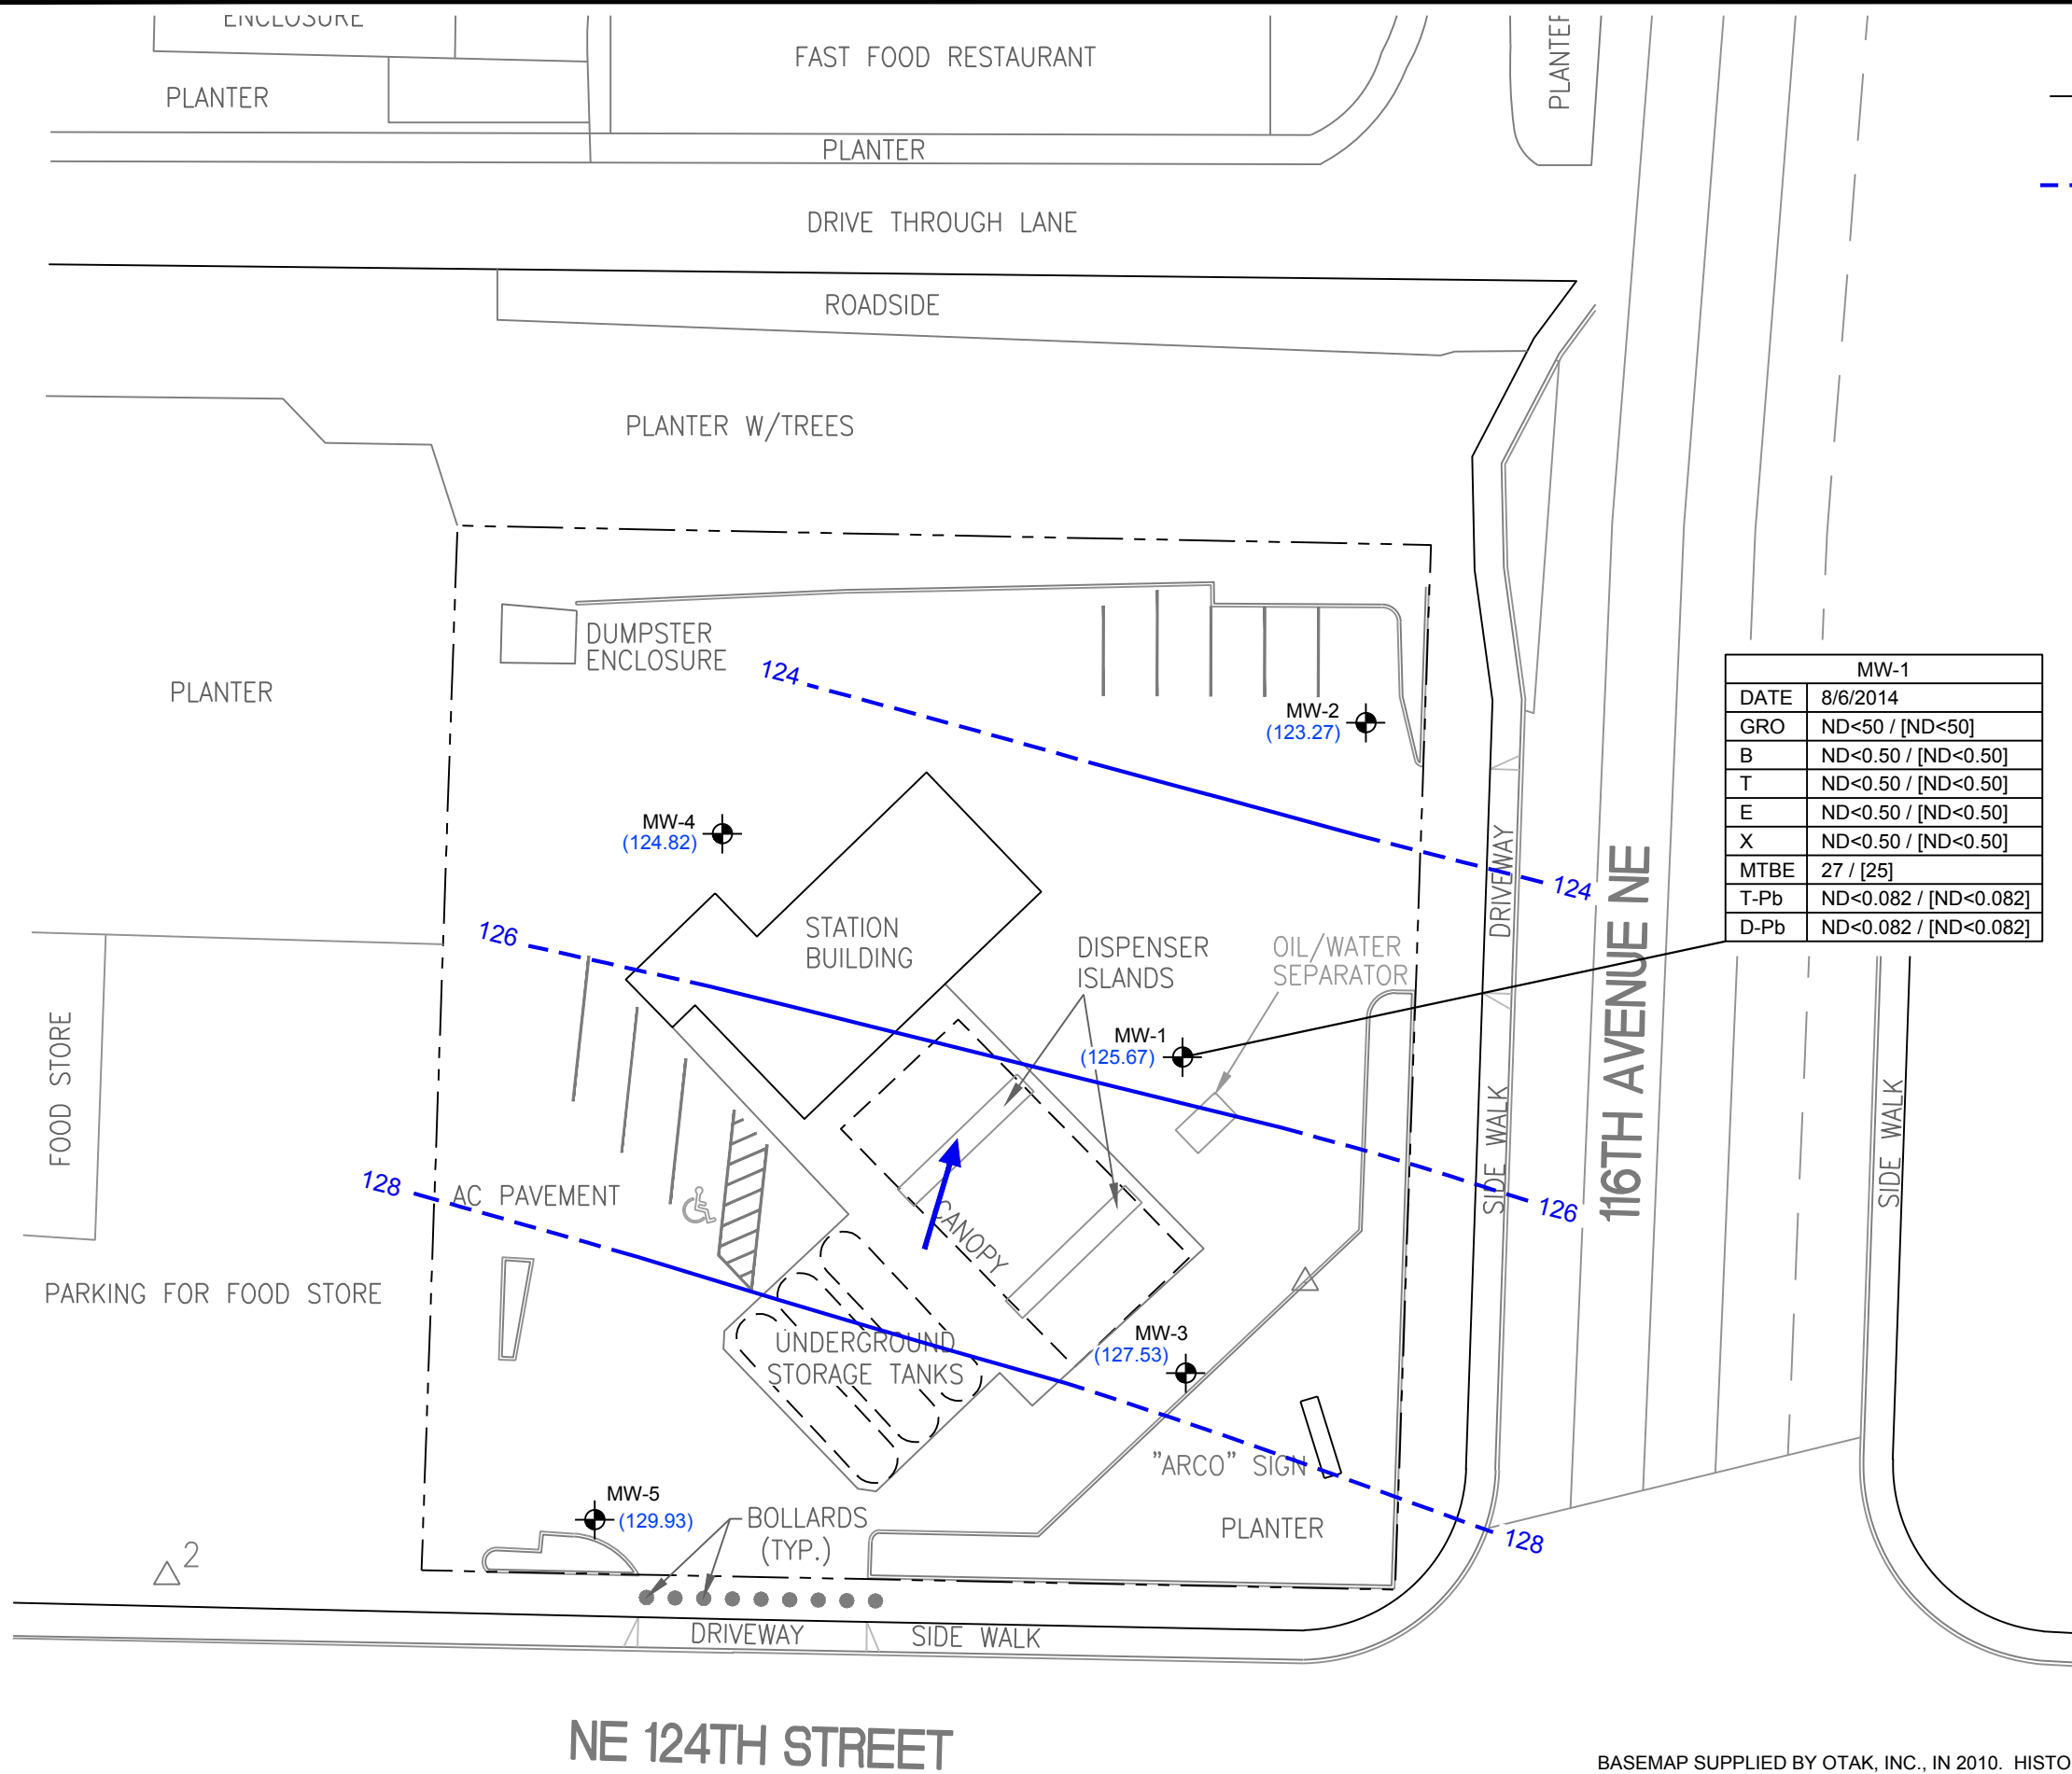 ENCLOSURE
FAST FOOD RESTAURANT
PLANTER
PLANTER
PLANTER
DRIVE THROUGH LANE
ROADSIDE
PLANTER W/TREES
DUMPSTER
ENCLOSURE
124
PLANTER
MW-2
(123.27)
MW-1
DATE 8/6/2014
GRO ND<50 / [ND<50]
B ND<0.50 / [ND<0.50]
T ND<0.50 / [ND<0.50]
E ND<0.50 / [ND<0.50]
X ND<0.50 / [ND<0.50]
MTBE 27 / [25]
T-Pb ND<0.082 / [ND<0.082]
D-Pb ND<0.082 / [ND<0.082]
MW-4
(124.82)
124
DRIVEWAY
126
STATION
BUILDING
DISPENSER
ISLANDS
OIL/WATER
SEPARATOR
116TH AVENUE NE
FOOD STORE
MW-1
(125.67)
SIDE WALK
SIDE WALK
128
AC PAVEMENT
126
CANOPY
PARKING FOR FOOD STORE
UNDERGROUND
STORAGE TANKS
MW-3
(127.53)
"ARCO" SIGN
MW-5
(129.93)
BOLLARDS
(TYP.)
PLANTER
128
2
DRIVEWAY
SIDE WALK
NE 124TH STREET
BASEMAP SUPPLIED BY OTAK, INC., IN 2010. HISTO